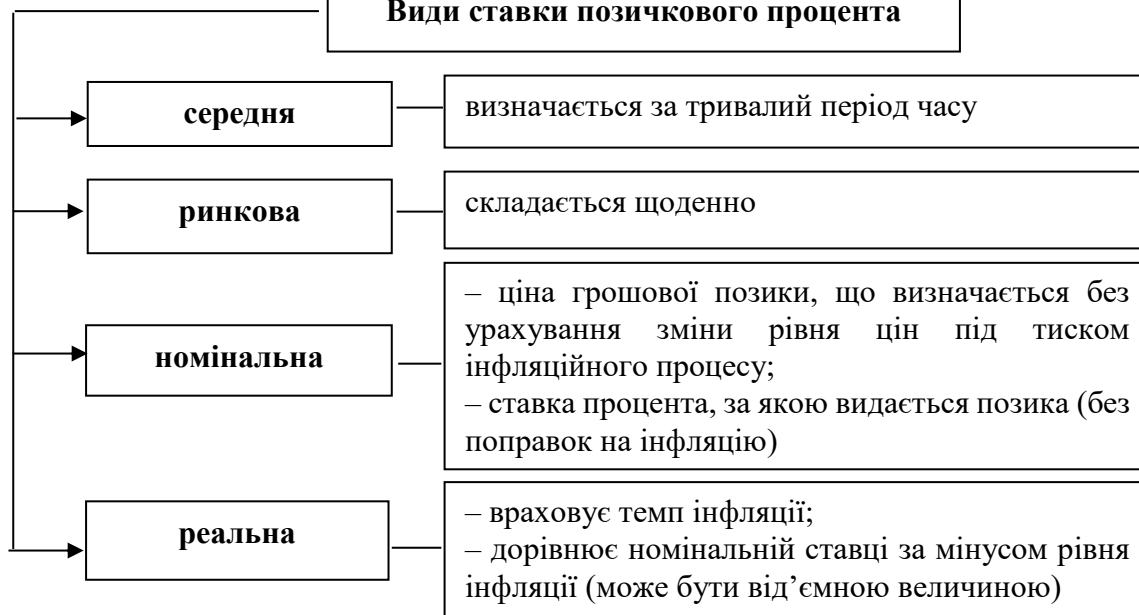 Види ставки позичкового процента
середня
визначається за тривалий період часу
ринкова
складається щоденно
номінальна
– ціна грошової позики, що визначається без
урахування зміни рівня цін під тиском
інфляційного процесу;
– ставка процента, за якою видається позика (без
поправок на інфляцію)
реальна
– враховує темп інфляції;
– дорівнює номінальній ставці за мінусом рівня
інфляції (може бути від’ємною величиною)